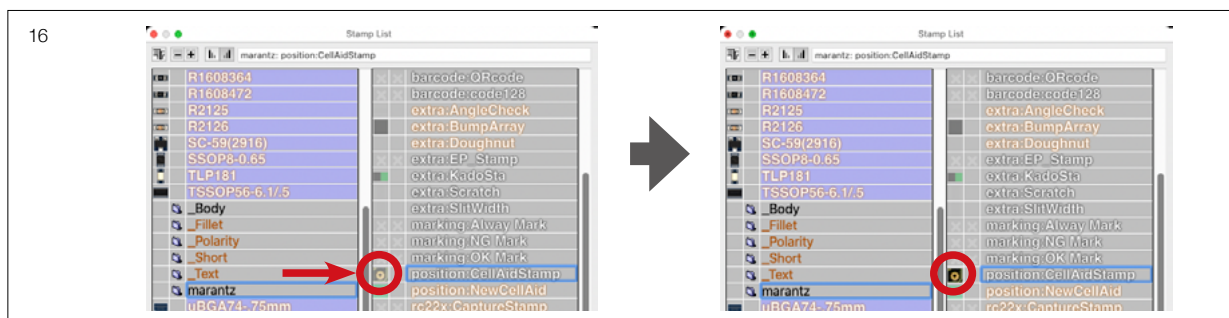 16
Stamp List
marantz: position:CellAidStamp
R1608364
R1608472
R2125
R2126
SC-59(2916)
SSOP8-0.65
TLP181
TSSOP56-6.1/.5
_Body
_Fillet
_Polarity
_Short
_Text
marantz
uBGA74-.75mm
barcode:QRcode
barcode:code128
extra:AngleCheck
extra:BumpArray
extra:Doughnut
extra:EP_Stamp
extra:KadoSta
extra:Scratch
extra:SlitWidth
marking:Alway Mark
marking:NG Mark
marking:OK Mark
position:CellAidStamp
position:NewCellAid
rc22x:CaptureStamp
Stamp List
marantz: position:CellAidStamp
R1608364
R1608472
R2125
R2126
SC-59(2916)
SSOP8-0.65
TLP181
TSSOP56-6.1/.5
_Body
_Fillet
_Polarity
_Short
_Text
marantz
uBGA74-.75mm
barcode:QRcode
barcode:code128
extra:AngleCheck
extra:BumpArray
extra:Doughnut
extra:EP_Stamp
extra:KadoSta
extra:Scratch
extra:SlitWidth
marking:Alway Mark
marking:NG Mark
marking:OK Mark
position:CellAidStamp
position:NewCellAid
rc22x:CaptureStamp